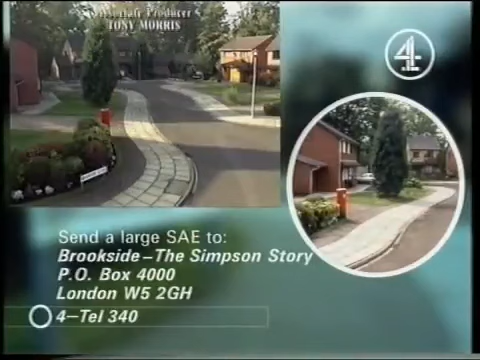 Associate Producer
TONY MORRIS
4
Send a large SAE to:
Brookside–The Simpson Story
P.O. Box 4000
London W5 2GH
4–Tel 340